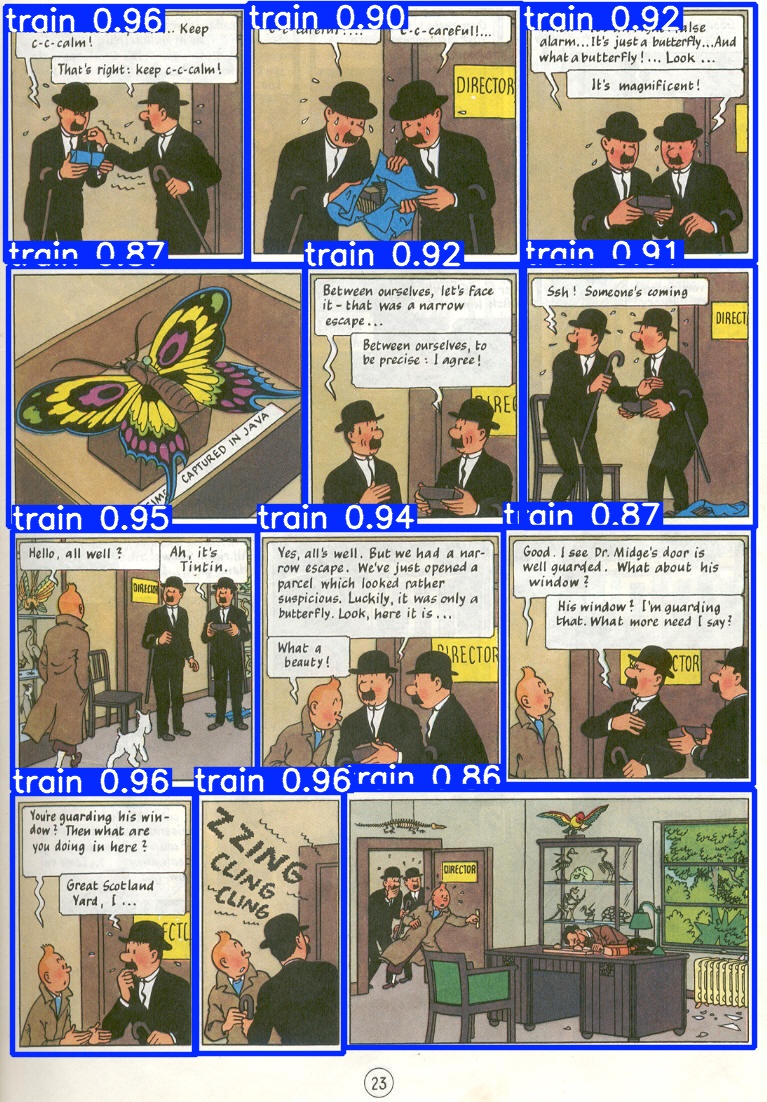 train 0.96
... Keep
c-c-calm!
That's right: keep c-c-calm!
train 0.90
c-c-careful!...
c-c-careful!...
DIRECTOR
train 0.92
alarm...It's just a butterfly...And
what a butterfly!... Look ...
It's magnificent!
train 0.87
CAPTURED IN JAVA
train 0.92
Between ourselves, let's face
it - that was a narrow
escape...
Between ourselves, to
be precise: I agree!
DIREC
train 0.91
Ssh! Someone's coming
DIRECT
train 0.95
Hello, all well?
Ah, it's
Tintin.
DIRECTO
train 0.94
Yes, all's well. But we had a nar-
row escape. We've just opened a
parcel which looked rather
suspicious. Luckily, it was only a
butterfly. Look, here it is...
What a
beauty!
DIRECTOR
train 0.87
Good. I see Dr. Midge's door is
well guarded. What about his
window?
His window? I'm guarding
that. What more need I say?
CTOR
train 0.96
You're guarding his win-
dow? Then what are
you doing in here?
Great Scotland
Yard, I ...
ECTO
train 0.96
ZZING
CLING
CLING
train 0.86
DIRECTOR
23